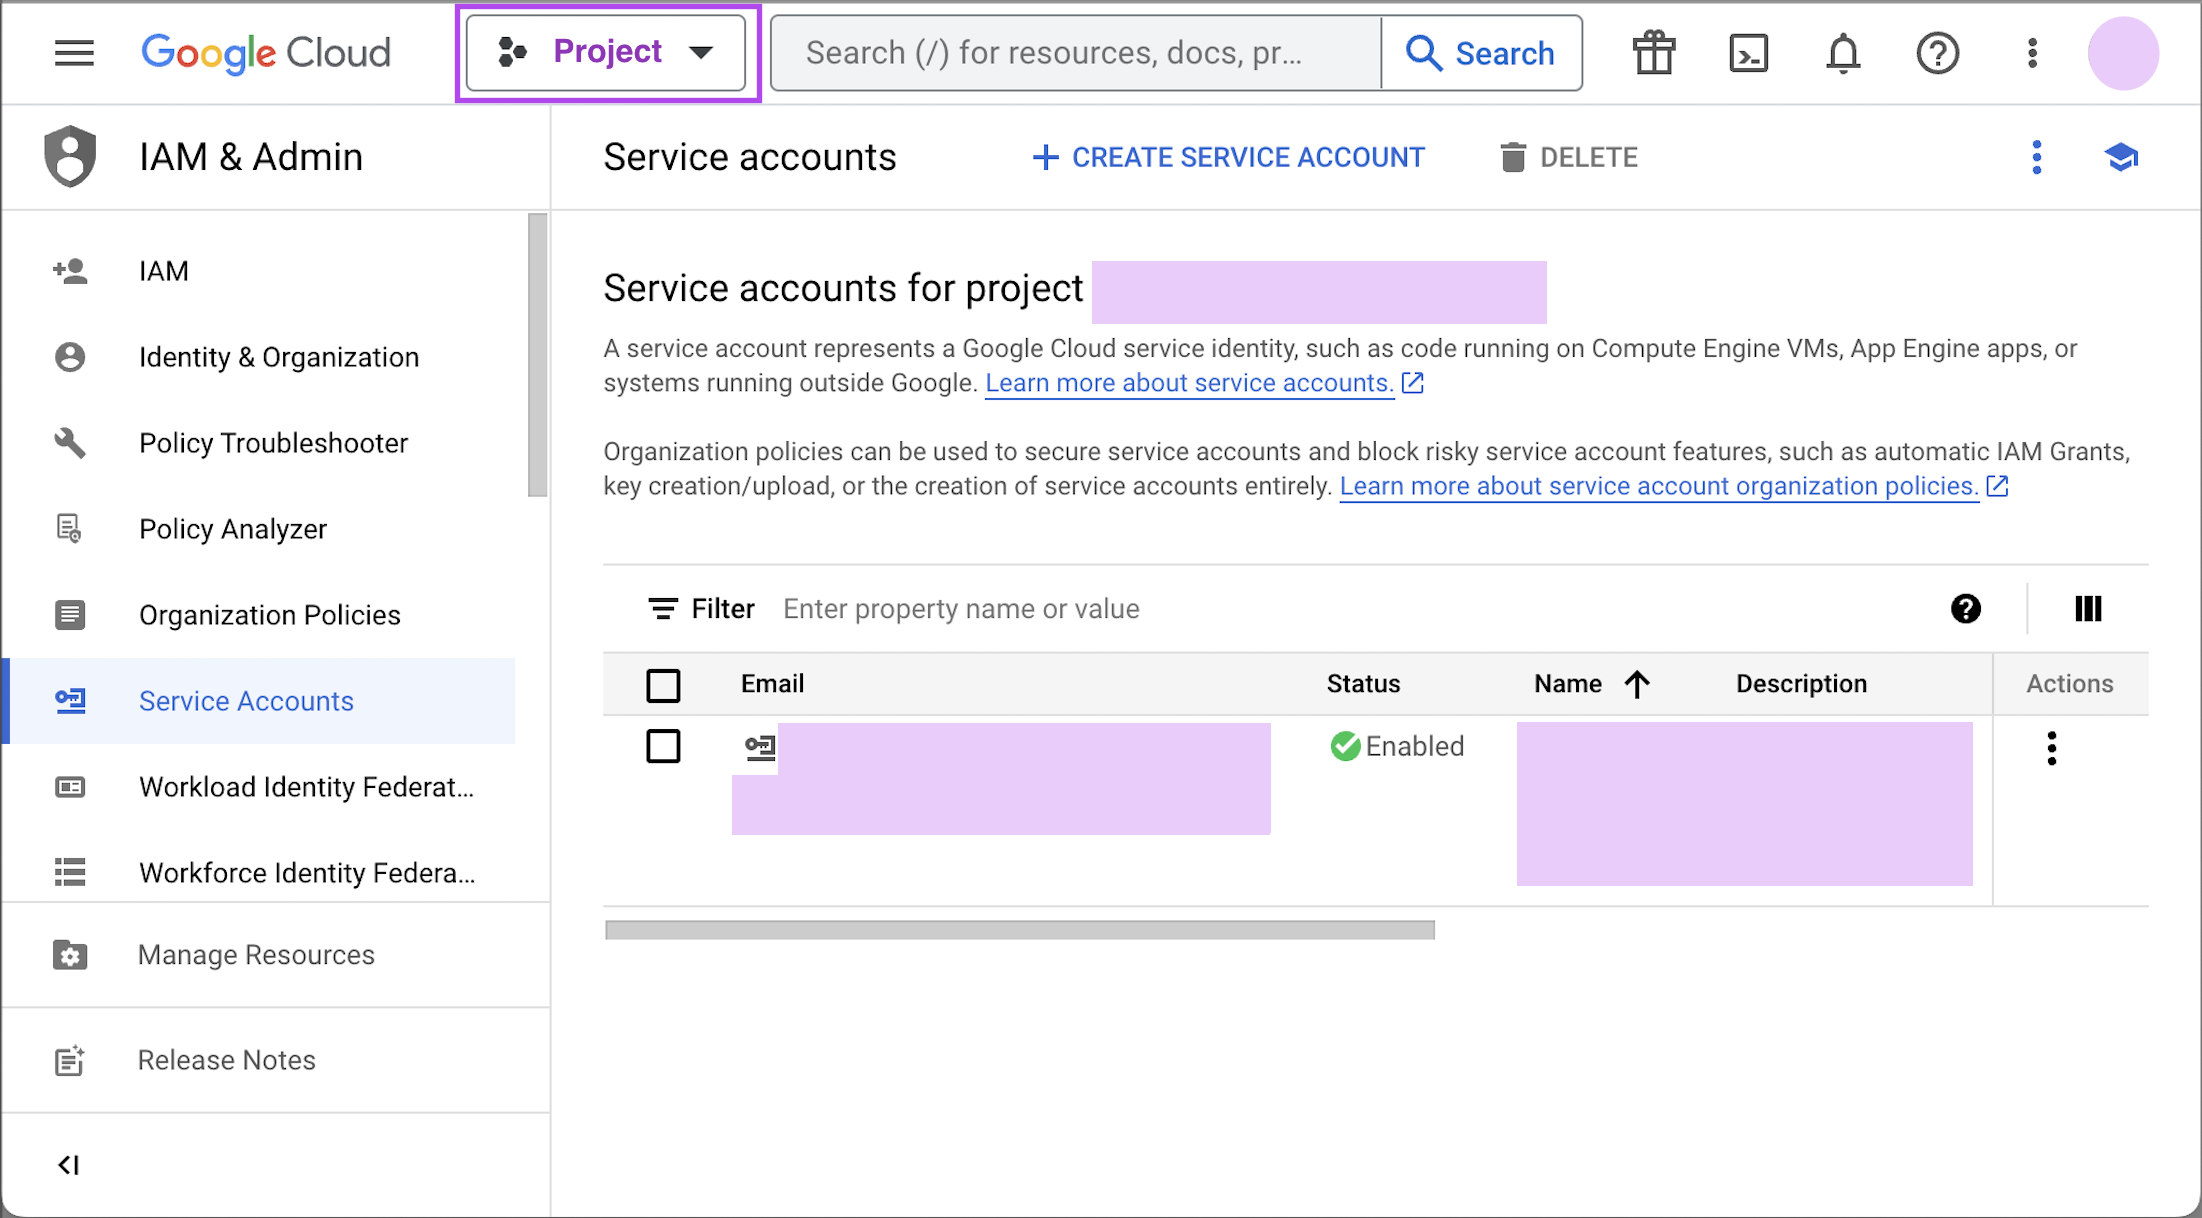 Google Cloud
Project
Search (/) for resources, docs, pr...
Search
IAM & Admin
Service accounts
CREATE SERVICE ACCOUNT
DELETE
IAM
Identity & Organization
Policy Troubleshooter
Policy Analyzer
Organization Policies
Service Accounts
Workload Identity Federat...
Workforce Identity Federa...
Manage Resources
Release Notes
Service accounts for project
A service account represents a Google Cloud service identity, such as code running on Compute Engine VMs, App Engine apps, or
systems running outside Google. Learn more about service accounts.
Organization policies can be used to secure service accounts and block risky service account features, such as automatic IAM Grants,
key creation/upload, or the creation of service accounts entirely. Learn more about service account organization policies.
Filter Enter property name or value
Email Status Name Description Actions
Enabled